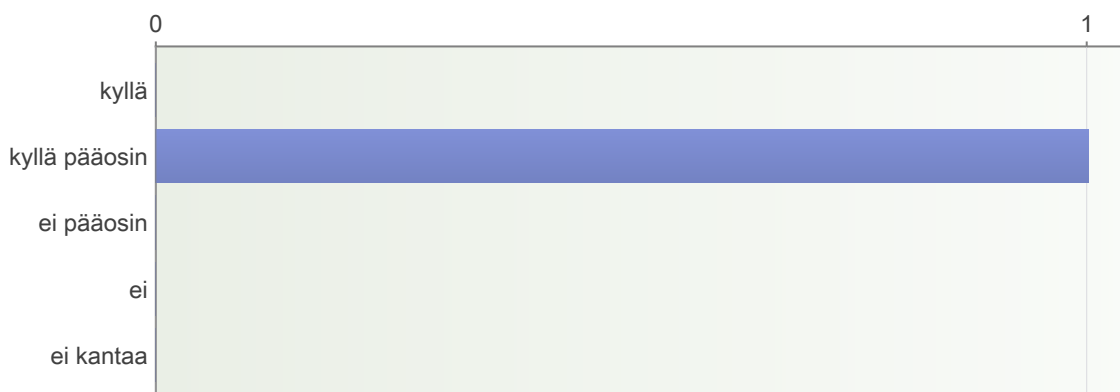 0 1
kyllä
kyllä pääosin
ei pääosin
ei
ei kantaa